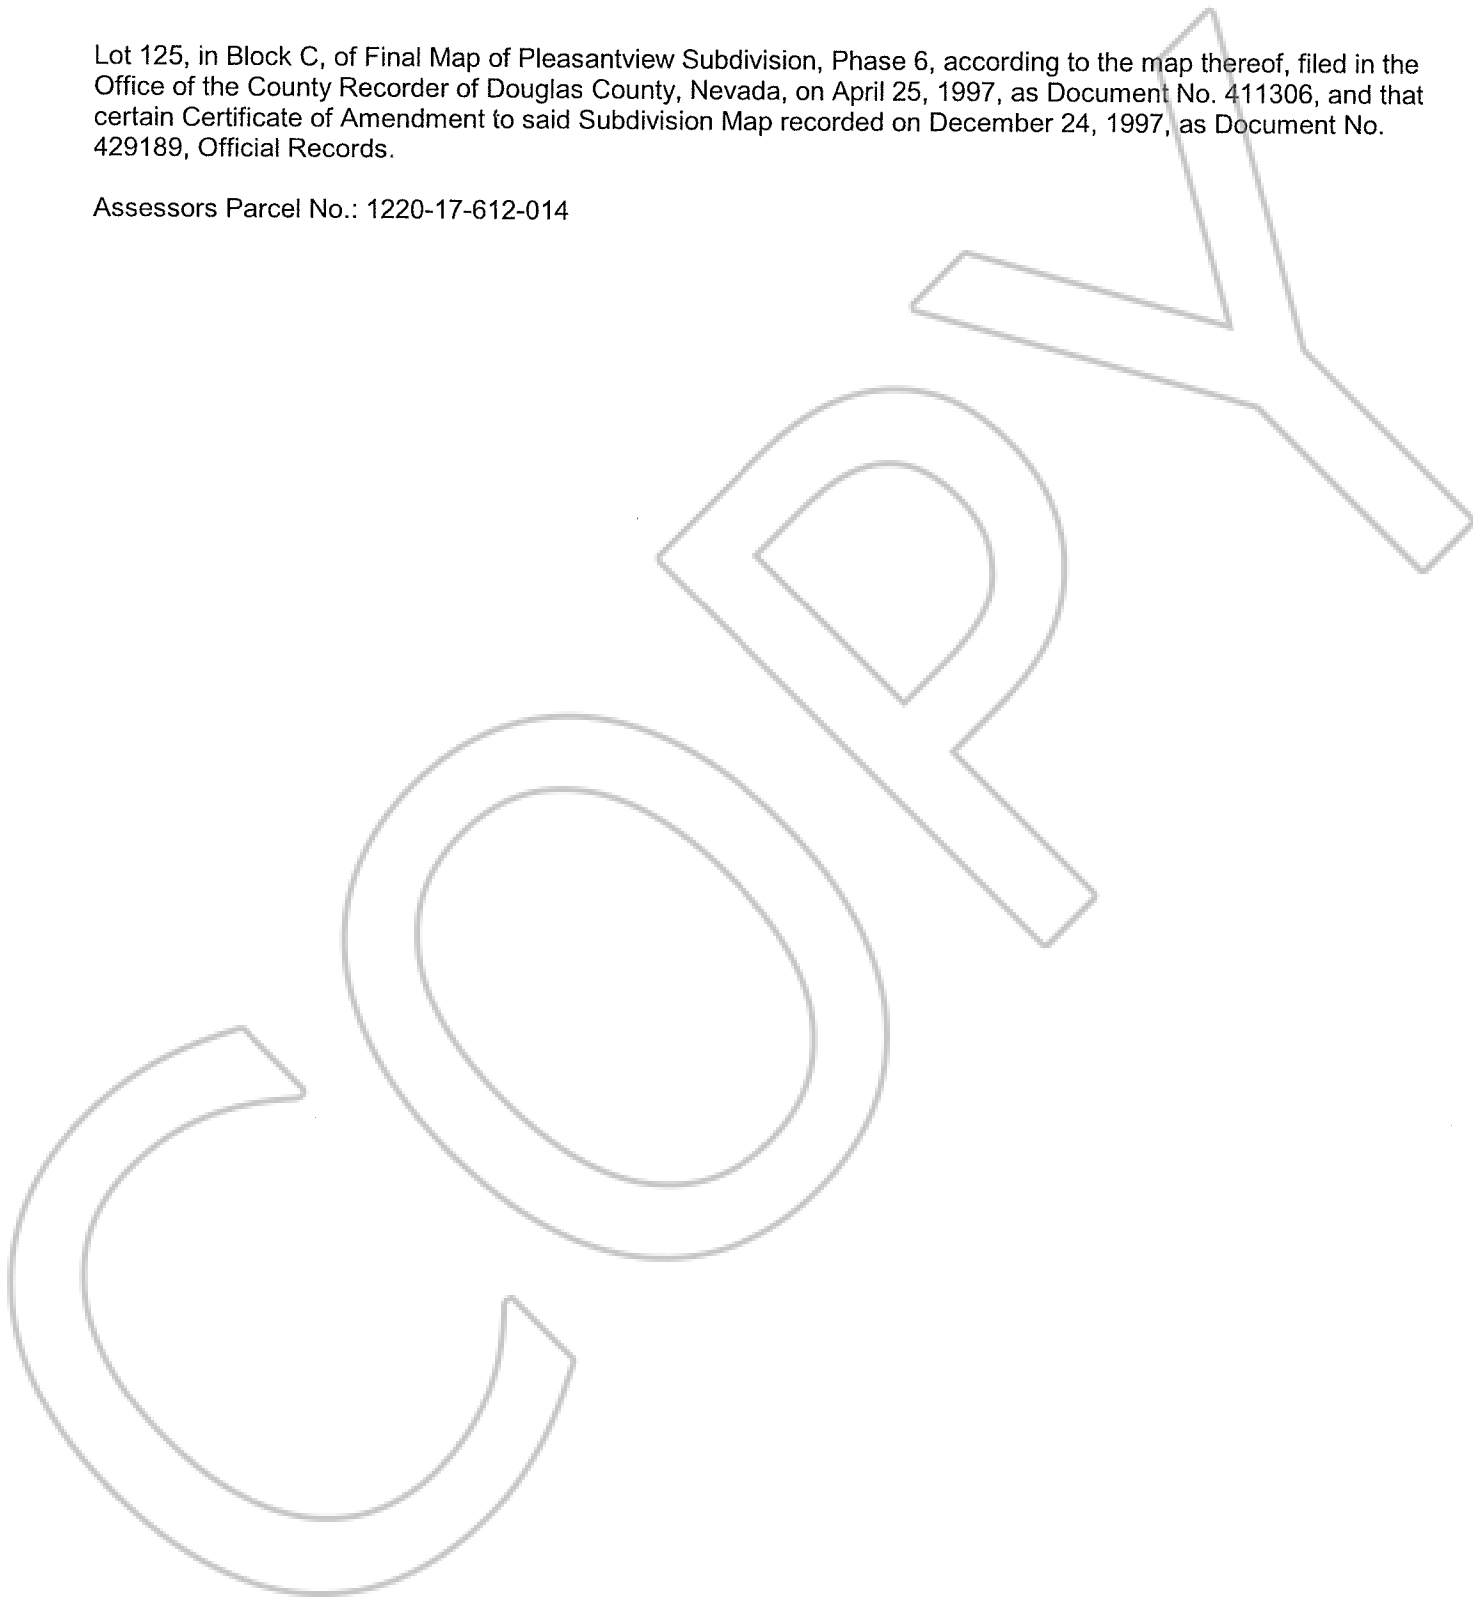 Lot 125, in Block C, of Final Map of Pleasantview Subdivision, Phase 6, according to the map thereof, filed in the
Office of the County Recorder of Douglas County, Nevada, on April 25, 1997, as Document No. 411306, and that
certain Certificate of Amendment to said Subdivision Map recorded on December 24, 1997, as Document No.
429189, Official Records.
Assessors Parcel No.: 1220-17-612-014
COPY